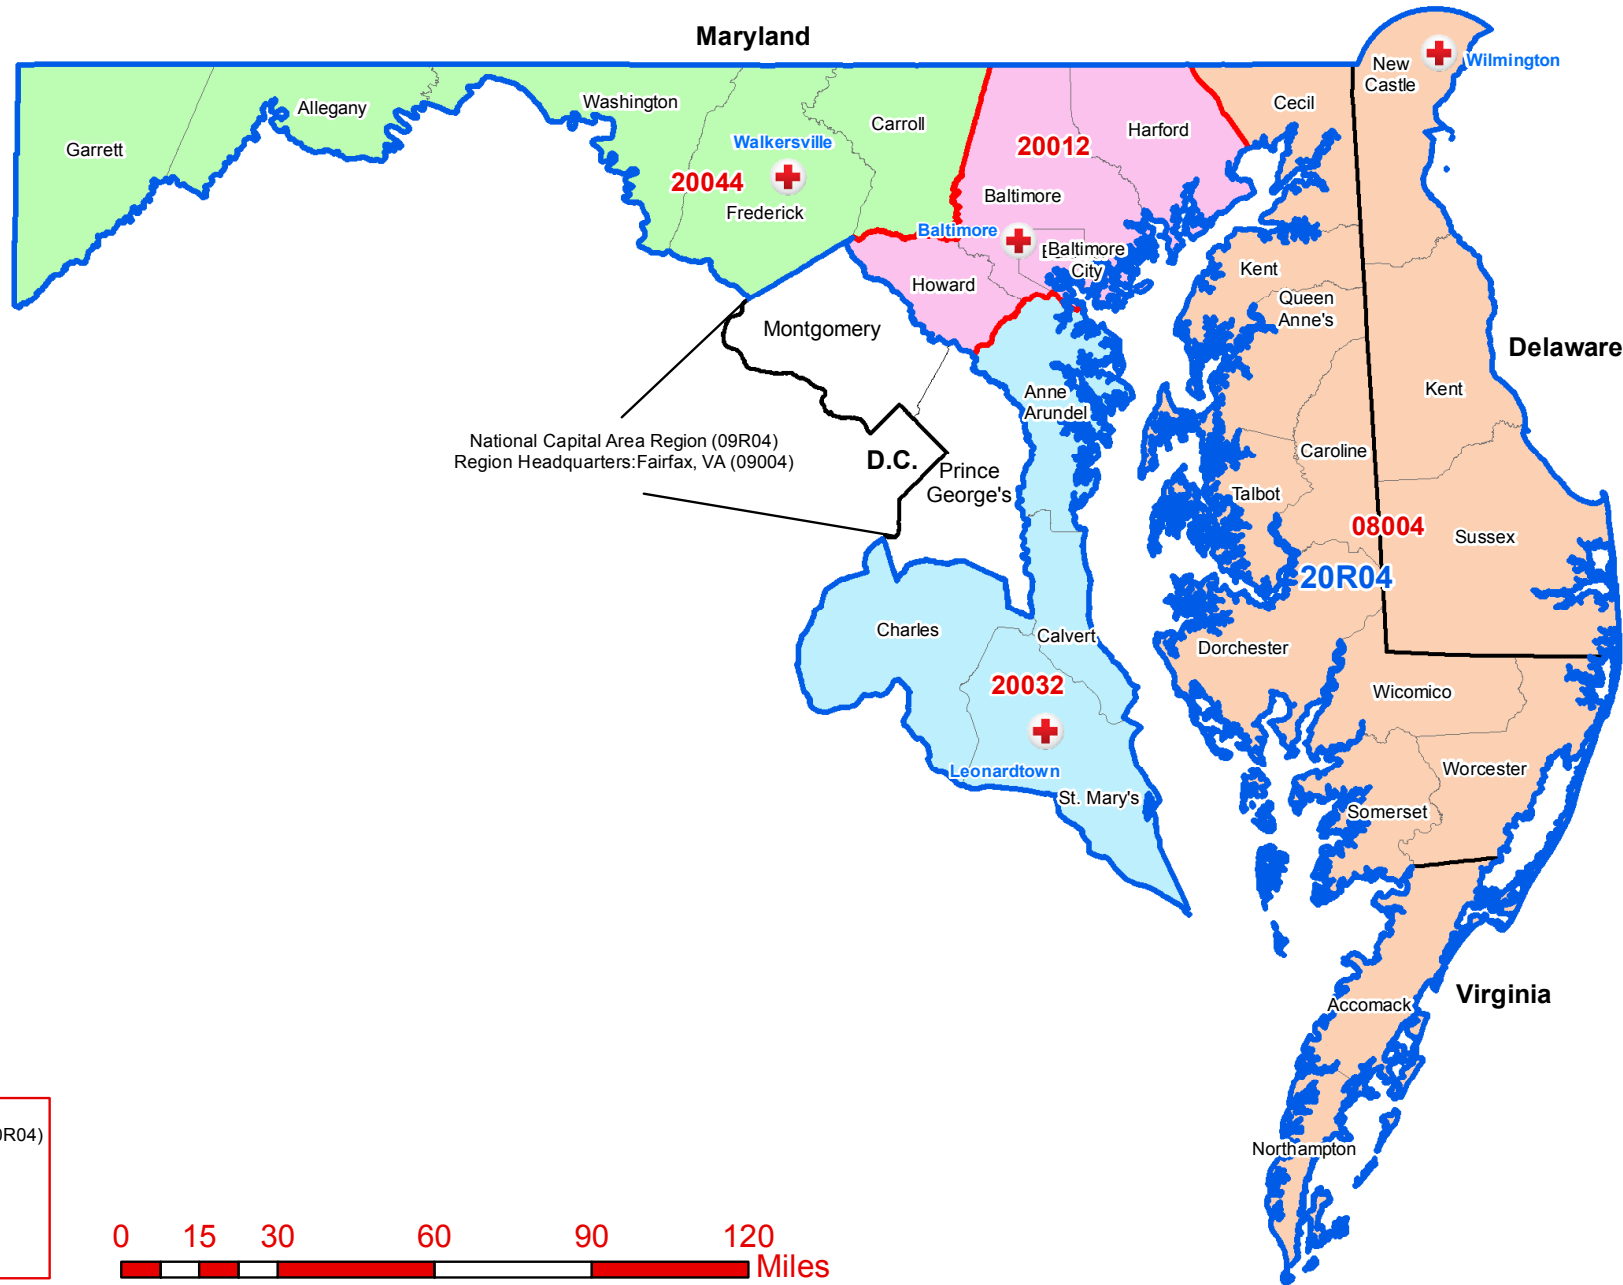 Maryland
New
Castle
Wilmington
Garrett
Allegany
Washington
Carroll
Cecil
Harford
20012
Walkersville
20044
Frederick
Baltimore
Baltimore
Baltimore
City
Howard
Kent
Queen
Anne's
Montgomery
Delaware
Kent
Anne
Arundel
National Capital Area Region (09R04)
Region Headquarters:Fairfax, VA (09004)
D.C.
Prince
George's
Caroline
Talbot
08004
Sussex
20R04
Charles
Calvert
Dorchester
20032
Wicomico
Leonardtown
St. Mary's
Worcester
Somerset
Virginia
Accomack
Northampton
0R04)
0 15 30 60 90 120
Miles